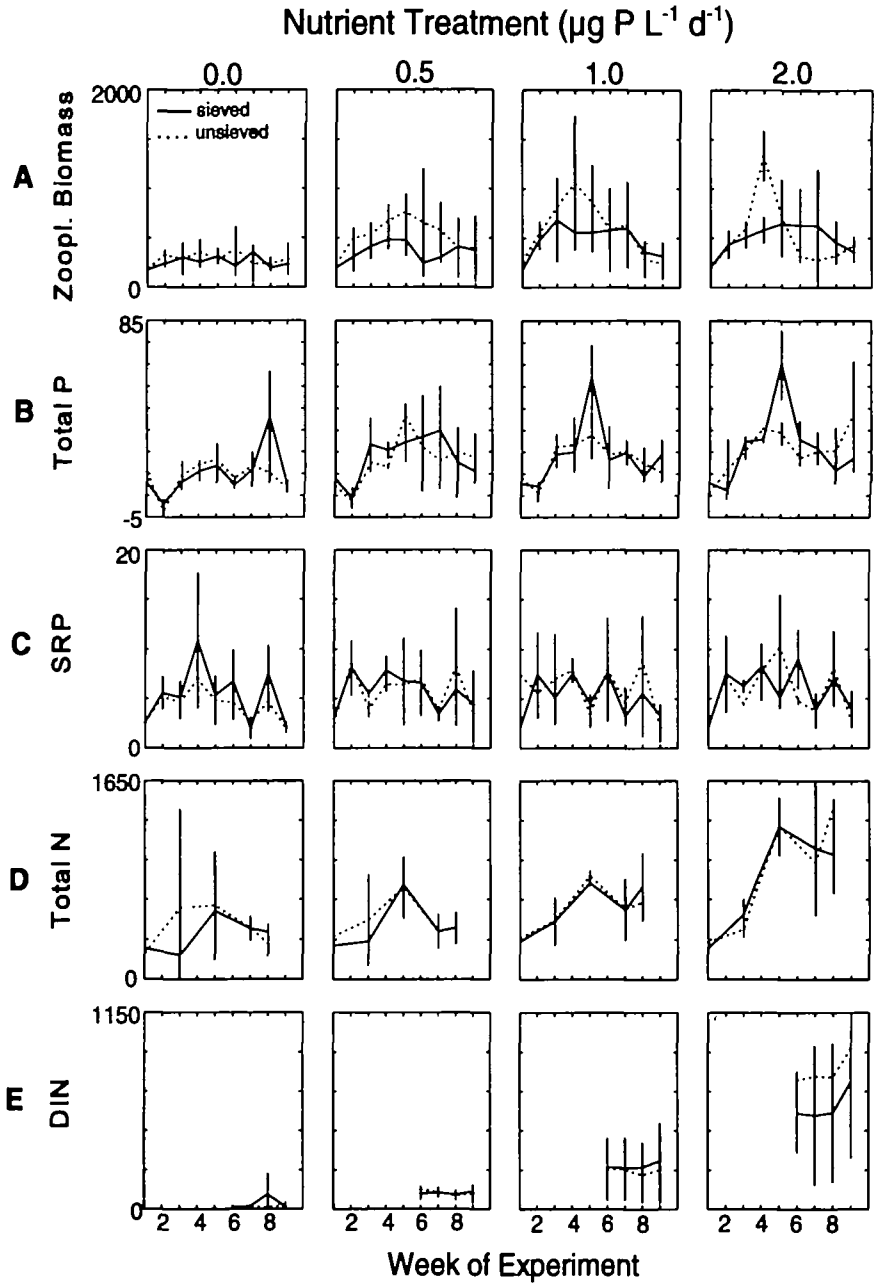 Nutrient Treatment (µg P L⁻¹ d⁻¹)
0.0 0.5 1.0 2.0
A
Zoopl. Biomass
2000
0
sieved
unsieved
B
Total P
85
-5
C
SRP
20
0
D
Total N
1650
0
E
DIN
1150
0
2 4 6 8 2 4 6 8 2 4 6 8 2 4 6 8
Week of Experiment